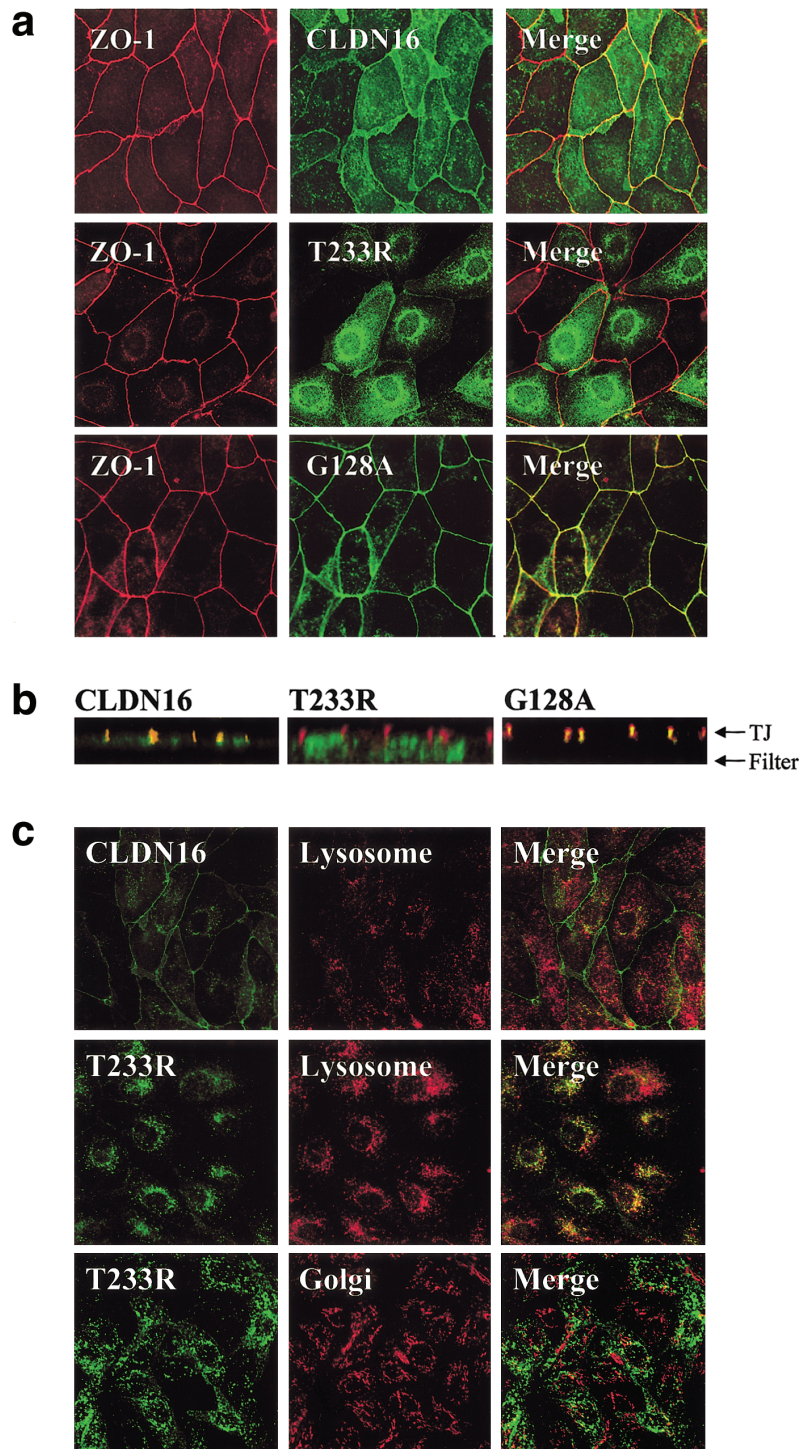 a
ZO-1 CLDN16 Merge
ZO-1 T233R Merge
ZO-1 G128A Merge
b
CLDN16 T233R G128A
TJ
Filter
c
CLDN16 Lysosome Merge
T233R Lysosome Merge
T233R Golgi Merge